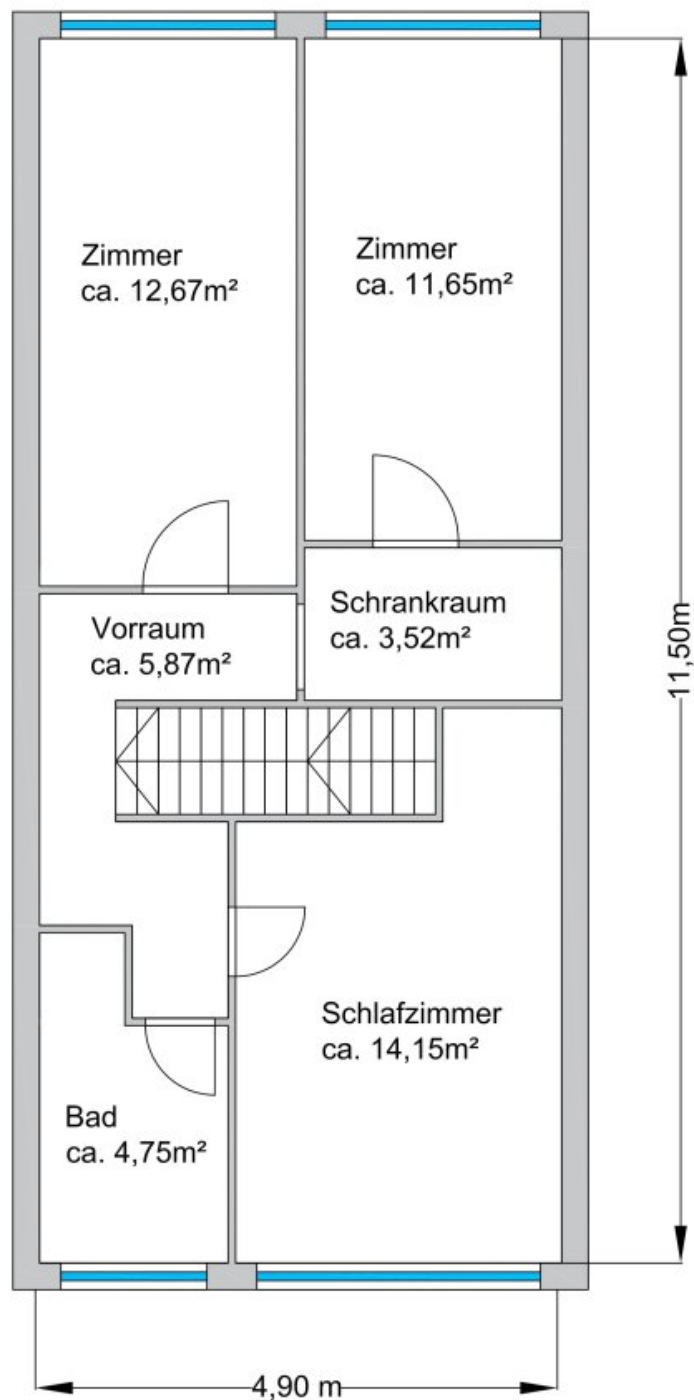 Zimmer
ca. 12,67m²
Zimmer
ca. 11,65m²
Vorraum
ca. 5,87m²
Schrankraum
ca. 3,52m²
11,50m
Schlafzimmer
ca. 14,15m²
Bad
ca. 4,75m²
4,90 m